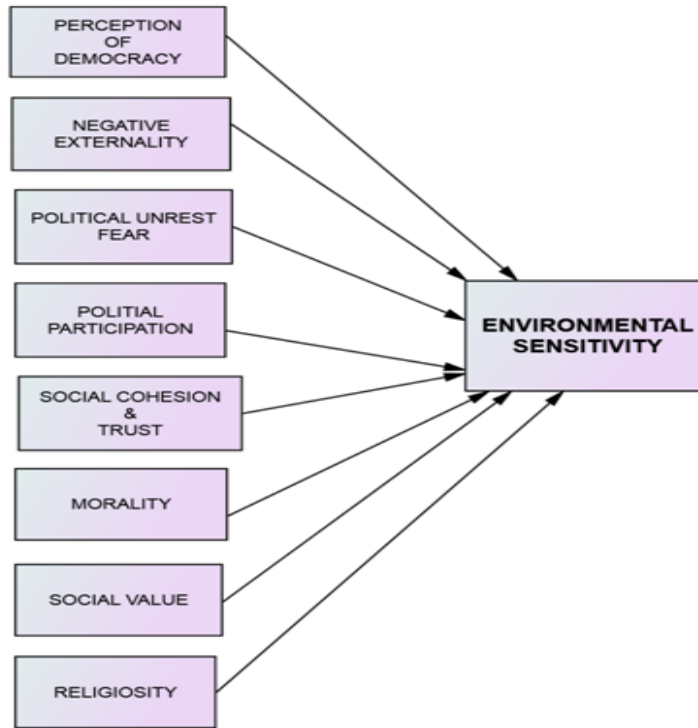 PERCEPTION
OF
DEMOCRACY
NEGATIVE
EXTERNALITY
POLITICAL UNREST
FEAR
POLITIAL
PARTICIPATION
SOCIAL COHESION
&
TRUST
MORALITY
SOCIAL VALUE
RELIGIOSITY
ENVIRONMENTAL
SENSITIVITY